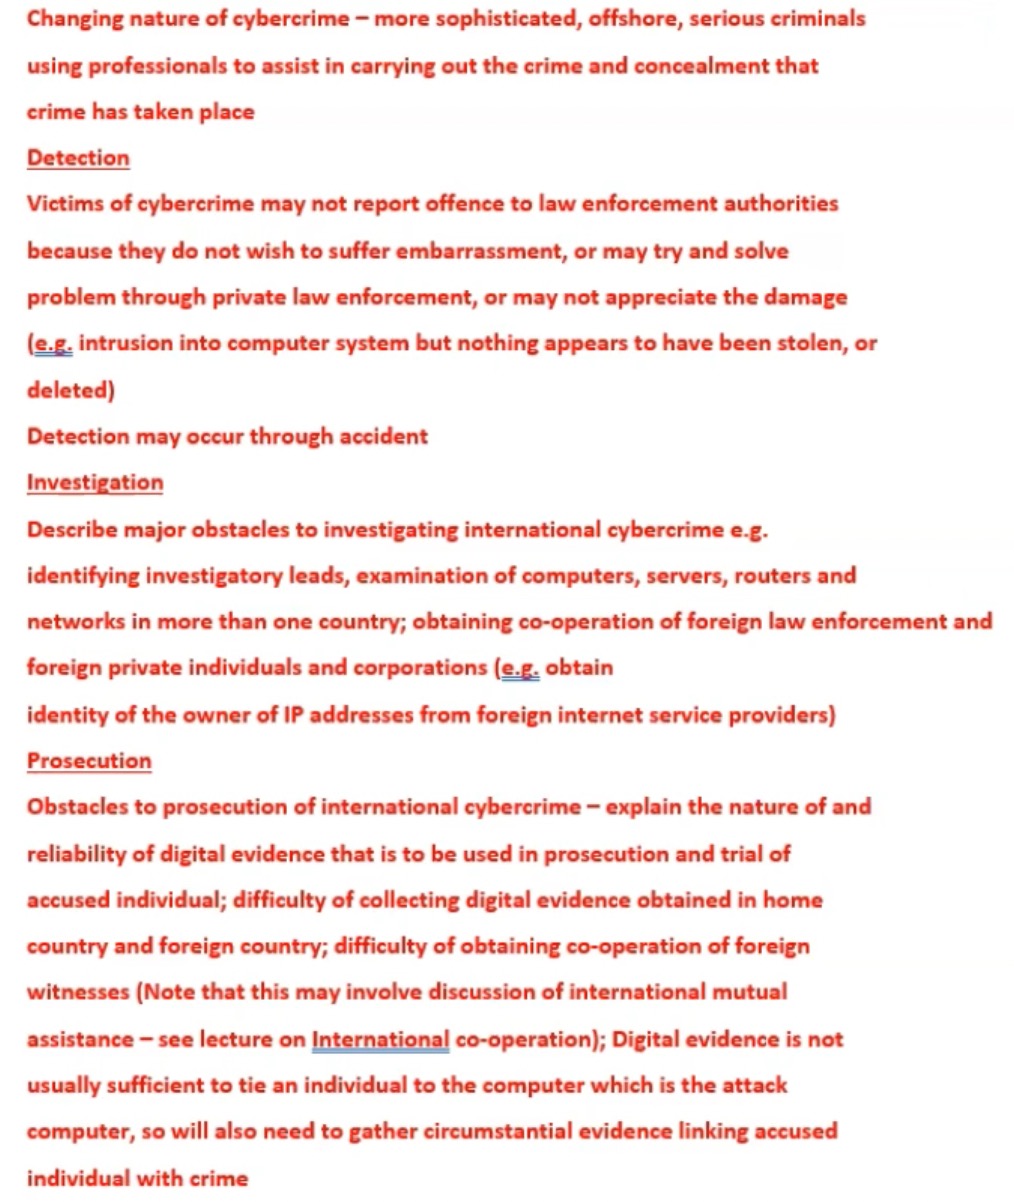 Changing nature of cybercrime – more sophisticated, offshore, serious criminals
using professionals to assist in carrying out the crime and concealment that
crime has taken place
Detection
Victims of cybercrime may not report offence to law enforcement authorities
because they do not wish to suffer embarrassment, or may try and solve
problem through private law enforcement, or may not appreciate the damage
(e.g. intrusion into computer system but nothing appears to have been stolen, or
deleted)
Detection may occur through accident
Investigation
Describe major obstacles to investigating international cybercrime e.g.
identifying investigatory leads, examination of computers, servers, routers and
networks in more than one country; obtaining co-operation of foreign law enforcement and
foreign private individuals and corporations (e.g. obtain
identity of the owner of IP addresses from foreign internet service providers)
Prosecution
Obstacles to prosecution of international cybercrime – explain the nature of and
reliability of digital evidence that is to be used in prosecution and trial of
accused individual; difficulty of collecting digital evidence obtained in home
country and foreign country; difficulty of obtaining co-operation of foreign
witnesses (Note that this may involve discussion of international mutual
assistance – see lecture on International co-operation); Digital evidence is not
usually sufficient to tie an individual to the computer which is the attack
computer, so will also need to gather circumstantial evidence linking accused
individual with crime